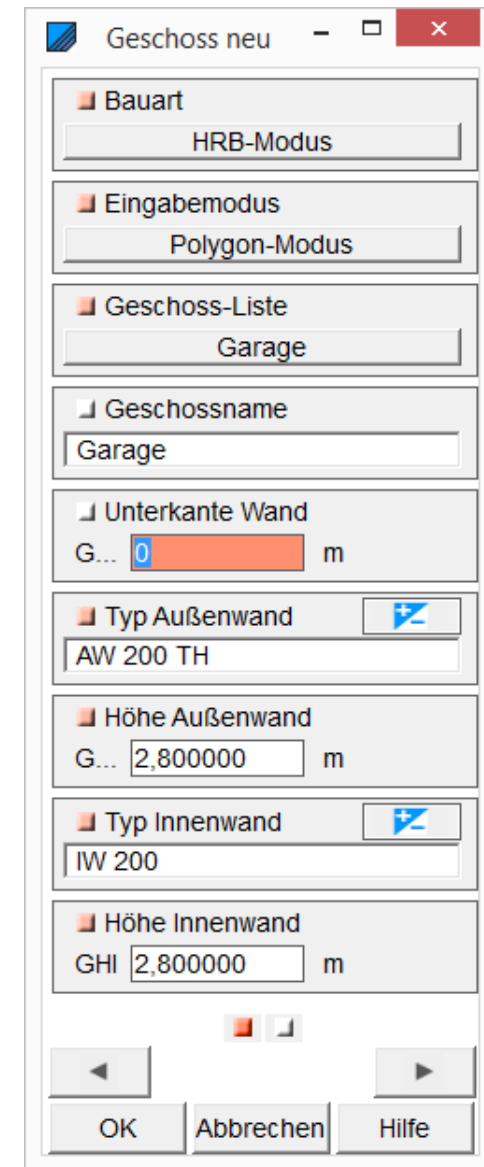 Geschoss neu
Bauart
HRB-Modus
Eingabemodus
Polygon-Modus
Geschoss-Liste
Garage
Geschossname
Garage
Unterkante Wand
G... 0 m
Typ Außenwand
AW 200 TH
Höhe Außenwand
G... 2,800000 m
Typ Innenwand
IW 200
Höhe Innenwand
GHI 2,800000 m
OK Abbrechen Hilfe